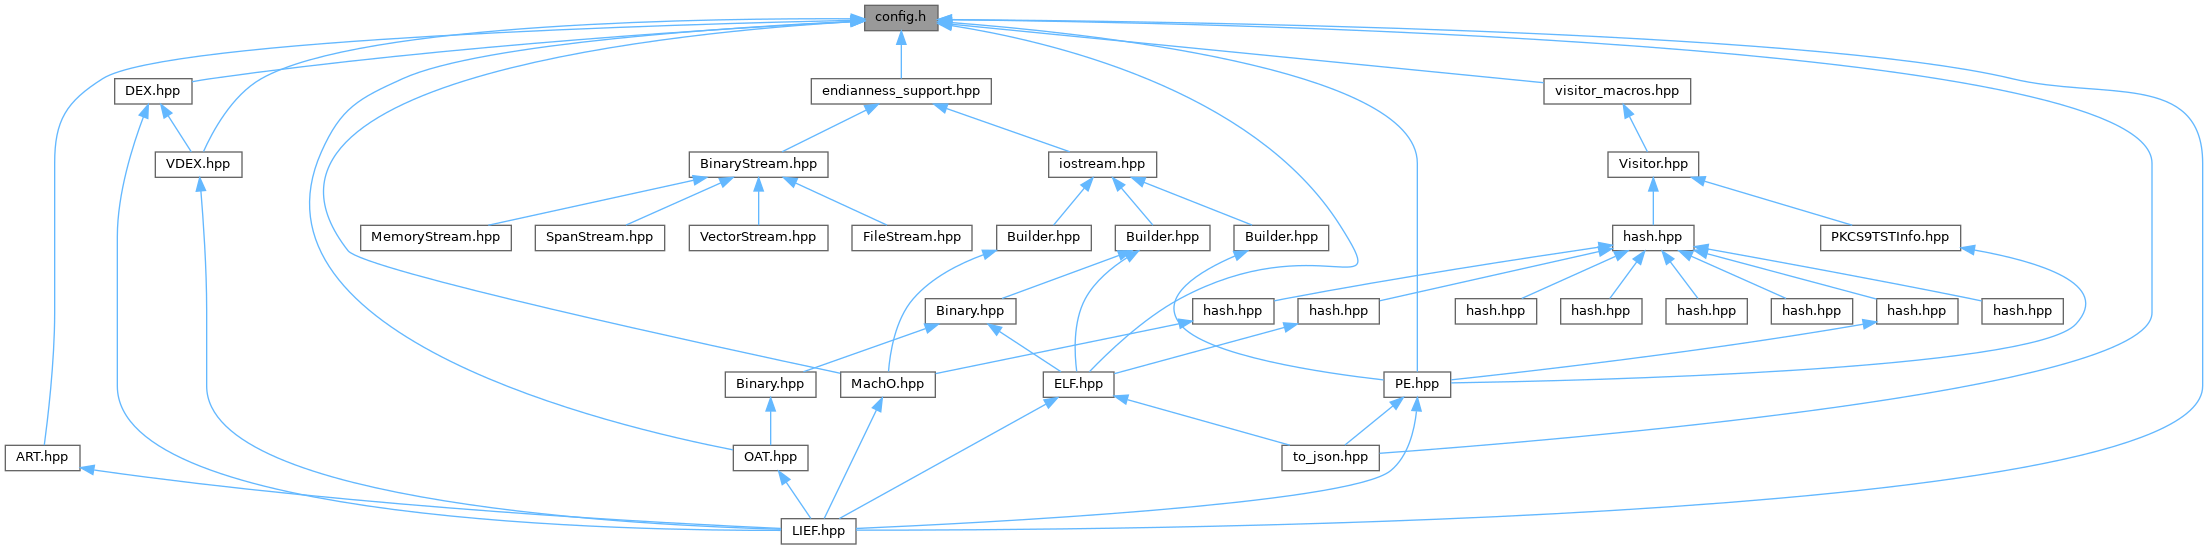 config.h
DEX.hpp
endianness_support.hpp
visitor_macros.hpp
VDEX.hpp
BinaryStream.hpp
iostream.hpp
Visitor.hpp
MemoryStream.hpp
SpanStream.hpp
VectorStream.hpp
FileStream.hpp
Builder.hpp
Builder.hpp
Builder.hpp
hash.hpp
PKCS9TSTInfo.hpp
Binary.hpp
hash.hpp
hash.hpp
hash.hpp
hash.hpp
hash.hpp
hash.hpp
hash.hpp
hash.hpp
Binary.hpp
MachO.hpp
ELF.hpp
PE.hpp
ART.hpp
OAT.hpp
to_json.hpp
LIEF.hpp